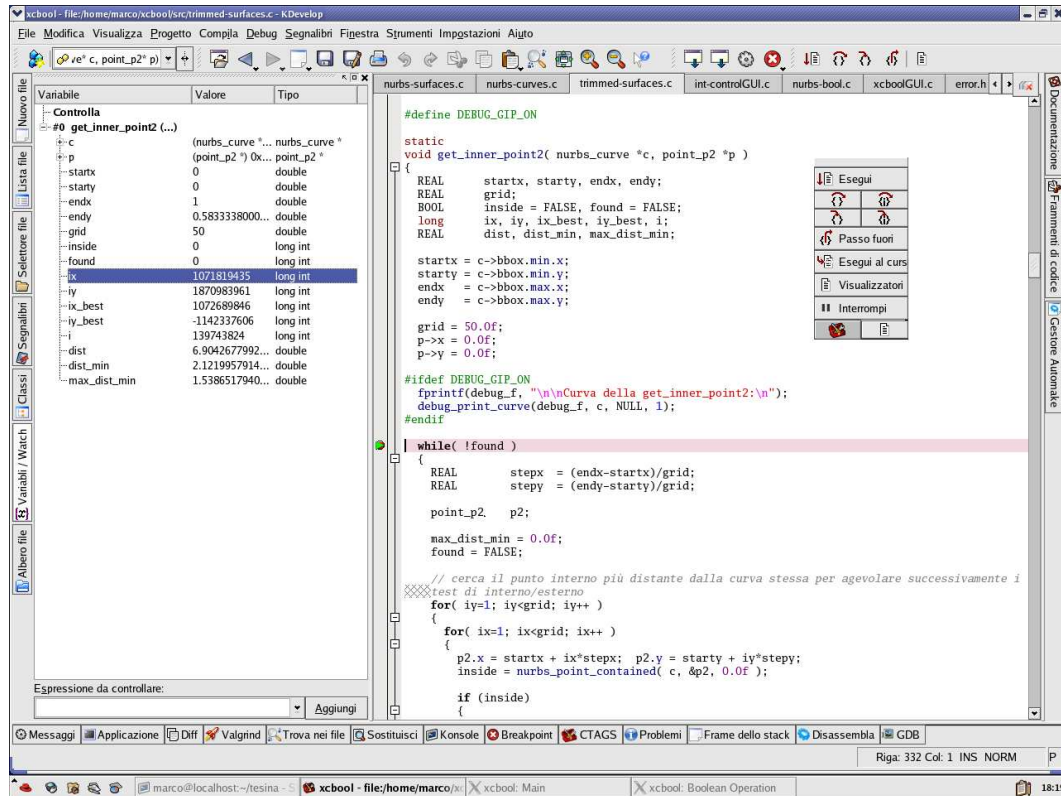 xcbool - file:/home/marco/xcbool/src/trimmed-surfaces.c - KDevelop
File Modifica Visualizza Progetto Compila Debug Segnalibri Finestra Strumenti Impostazioni Aiuto
ve* c, point_p2* p)
Nuovo file
Lista file
Selettore file
Segnalibri
Classi
Variabili / Watch
Albero file
Variabile Valore Tipo
Controlla
#0 get_inner_point2 (...)
c (nurbs_curve *... nurbs_curve *
p (point_p2 *) 0x... point_p2 *
startx 0 double
starty 0 double
endx 1 double
endy 0.5833338000... double
grid 50 double
inside 0 long int
found 0 long int
ix 1071819435 long int
iy 1870983961 long int
ix_best 1072689846 long int
iy_best -1142337606 long int
i 139743824 long int
dist 6.9042677992... double
dist_min 2.1219957914... double
max_dist_min 1.5386517940... double
Espressione da controllare:
Aggiungi
nurbs-surfaces.c nurbs-curves.c trimmed-surfaces.c int-controlGUI.c nurbs-bool.c xcboolGUI.c error.h
#define DEBUG_GIP_ON
static
void get_inner_point2( nurbs_curve *c, point_p2 *p )
{
REAL startx, starty, endx, endy;
REAL grid;
BOOL inside = FALSE, found = FALSE;
long ix, iy, ix_best, iy_best, i;
REAL dist, dist_min, max_dist_min;
startx = c->bbox.min.x;
starty = c->bbox.min.y;
endx = c->bbox.max.x;
endy = c->bbox.max.y;
grid = 50.0f;
p->x = 0.0f;
p->y = 0.0f;
#ifdef DEBUG_GIP_ON
fprintf(debug_f, "\n\nCurva della get_inner_point2:\n");
debug_print_curve(debug_f, c, NULL, 1);
#endif
while( !found )
{
REAL stepx = (endx-startx)/grid;
REAL stepy = (endy-starty)/grid;
point_p2 p2;
max_dist_min = 0.0f;
found = FALSE;
// cerca il punto interno più distante dalla curva stessa per agevolare successivamente i
test di interno/esterno
for( iy=1; iy<grid; iy++ )
{
for( ix=1; ix<grid; ix++ )
{
p2.x = startx + ix*stepx; p2.y = starty + iy*stepy;
inside = nurbs_point_contained( c, &p2, 0.0f );
if (inside)
{
Esegui
Passo fuori
Esegui al curs
Visualizzatori
Interrompi
Documentazione
Frammenti di codice
Gestore Automake
Messaggi Applicazione Diff Valgrind Trova nei file Sostituisci Konsole Breakpoint CTAGS Problemi Frame dello stack Disassembla GDB
Riga: 332 Col: 1 INS NORM P
marco@localhost:~/tesina - S xcbool - file:/home/marco/xc xcbool: Main xcbool: Boolean Operation